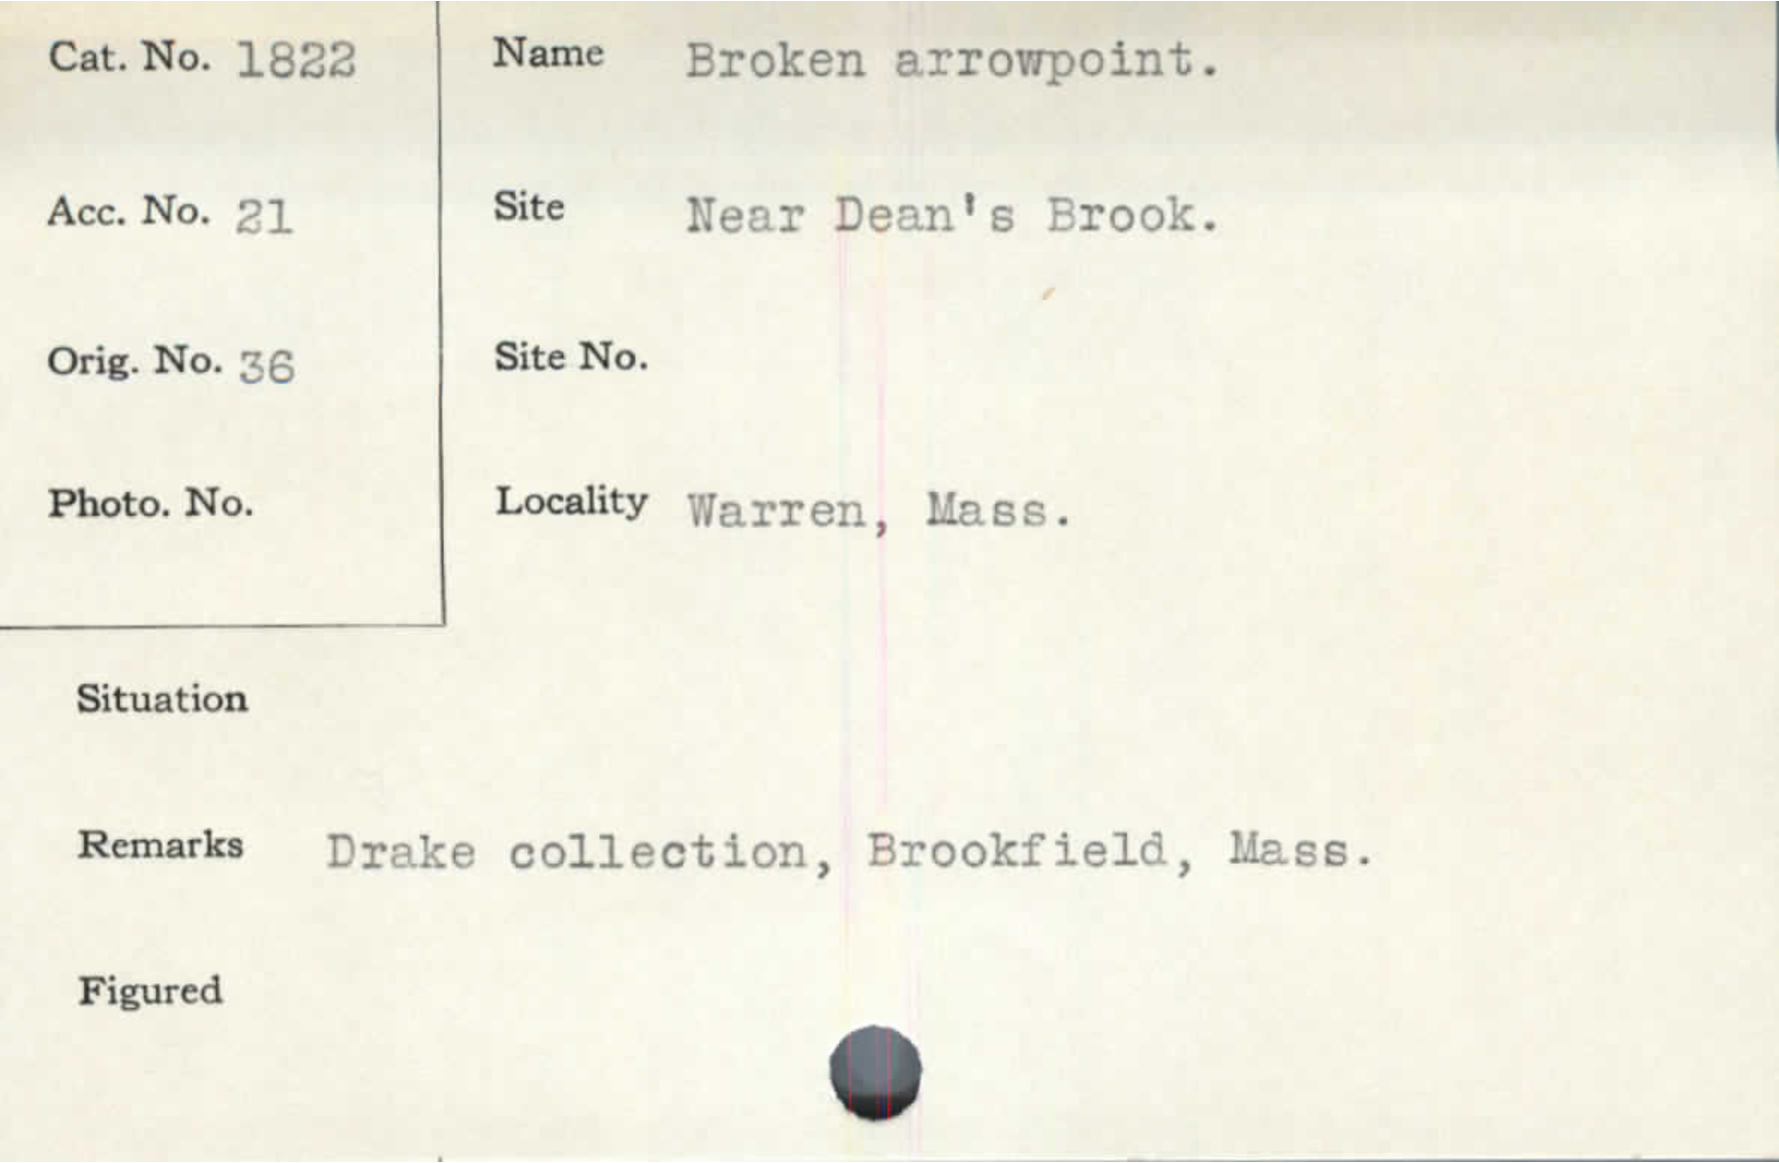 Cat. No. 1822
Name Broken arrowpoint.
Acc. No. 21
Site Near Dean's Brook.
Orig. No. 36
Site No.
Photo. No.
Locality Warren, Mass.
Situation
Remarks Drake collection, Brookfield, Mass.
Figured